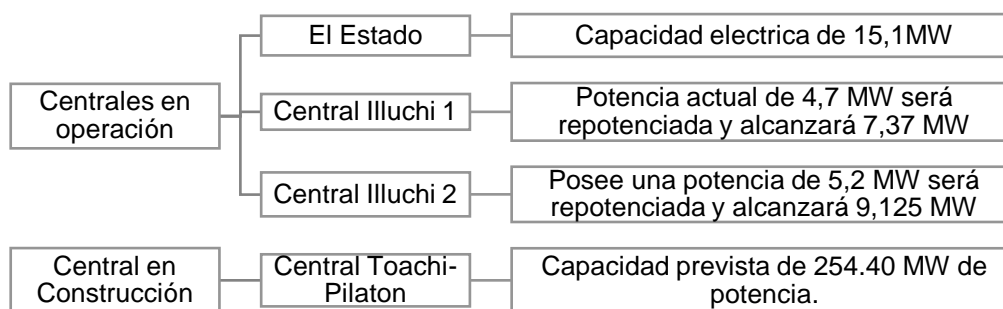 El Estado
Capacidad electrica de 15,1MW
Centrales en
operación
Central Illuchi 1
Potencia actual de 4,7 MW será
repotenciada y alcanzará 7,37 MW
Central Illuchi 2
Posee una potencia de 5,2 MW será
repotenciada y alcanzará 9,125 MW
Central en
Construcción
Central Toachi-
Pilaton
Capacidad prevista de 254.40 MW de
potencia.